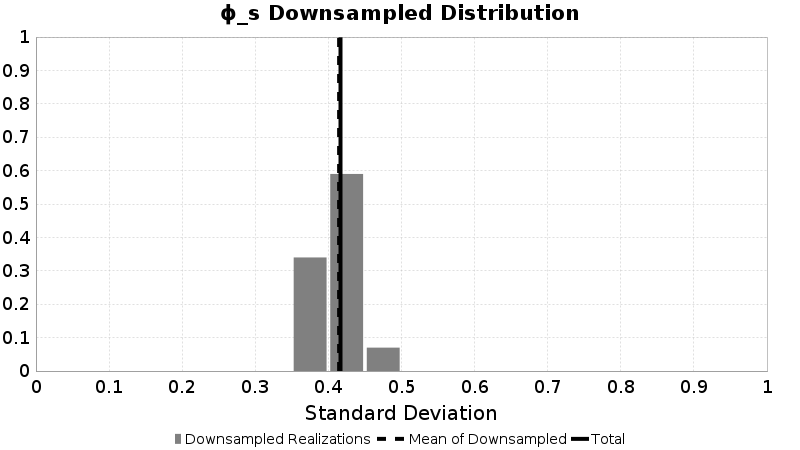 ϕ_s Downsampled Distribution
1
0.9
0.8
0.7
0.6
0.5
0.4
0.3
0.2
0.1
0
0 0.1 0.2 0.3 0.4 0.5 0.6 0.7 0.8 0.9 1
Standard Deviation
Downsampled Realizations Mean of Downsampled Total